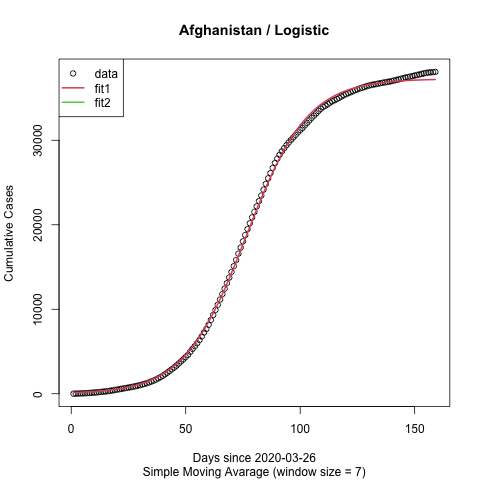 Afghanistan / Logistic
data
fit1
fit2
Cumulative Cases
0
10000
20000
30000
0
50
100
150
Days since 2020-03-26
Simple Moving Avarage (window size = 7)